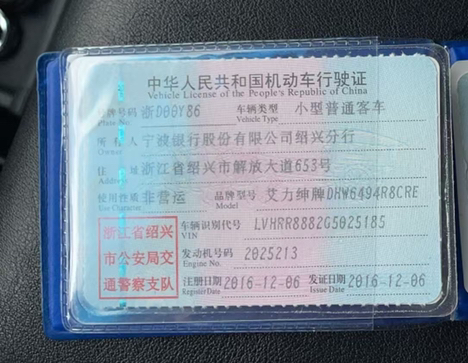 中华人民共和国机动车行驶证
Vehicle License of the People's Republic of China
号牌号码 浙D00Y86 车辆类型 小型普通客车
Plate No. Vehicle Type
所有人 宁波银行股份有限公司绍兴分行
Owner
住址 浙江省绍兴市解放大道653号
使用性质 非营运 品牌型号 艾力绅牌DHW6494R8CRE
Use Character Model
浙江省绍兴
市公安局交
通警察支队
车辆识别代号 LVHRR8882G5025185
VIN
发动机号码 2025213
Engine No.
注册日期 2016-12-06 发证日期 2016-12-06
Register Date Issue Date